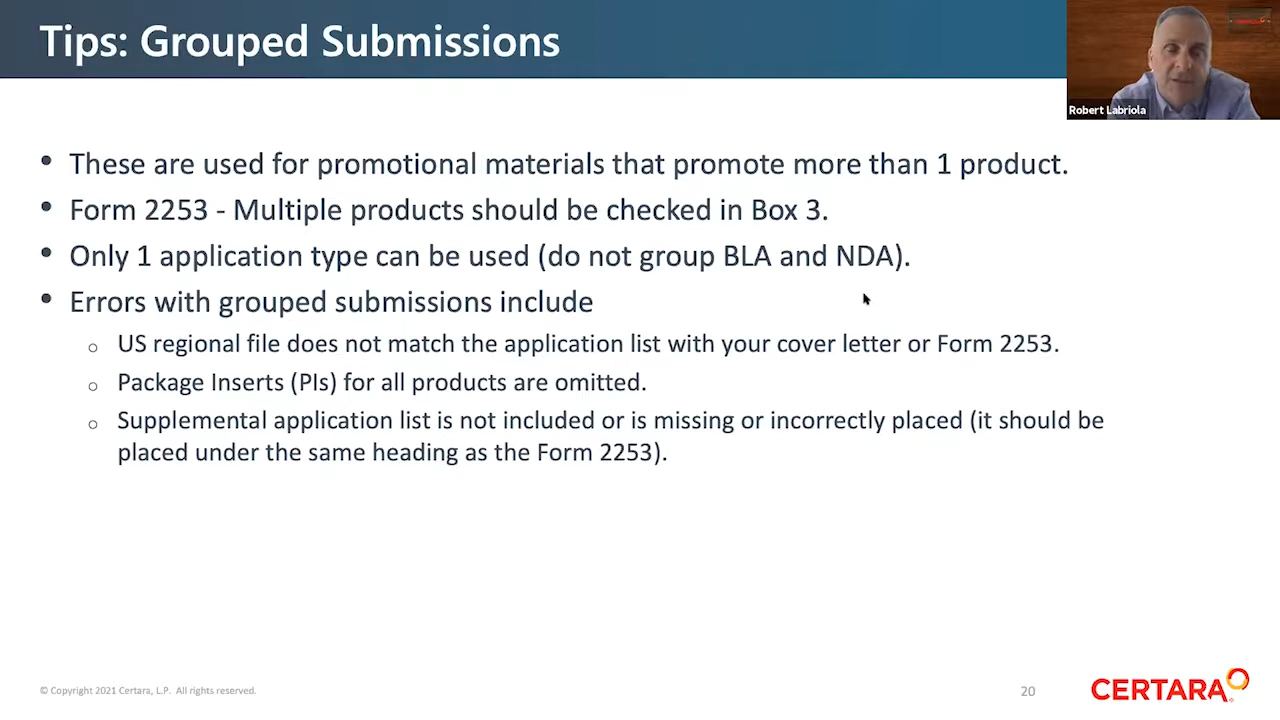 Tips: Grouped Submissions
Robert Labriola
• These are used for promotional materials that promote more than 1 product.
• Form 2253 - Multiple products should be checked in Box 3.
• Only 1 application type can be used (do not group BLA and NDA).
• Errors with grouped submissions include
o US regional file does not match the application list with your cover letter or Form 2253.
o Package Inserts (PIs) for all products are omitted.
o Supplemental application list is not included or is missing or incorrectly placed (it should be
placed under the same heading as the Form 2253).
© Copyright 2021 Certara, L.P. All rights reserved.
20
CERTARA